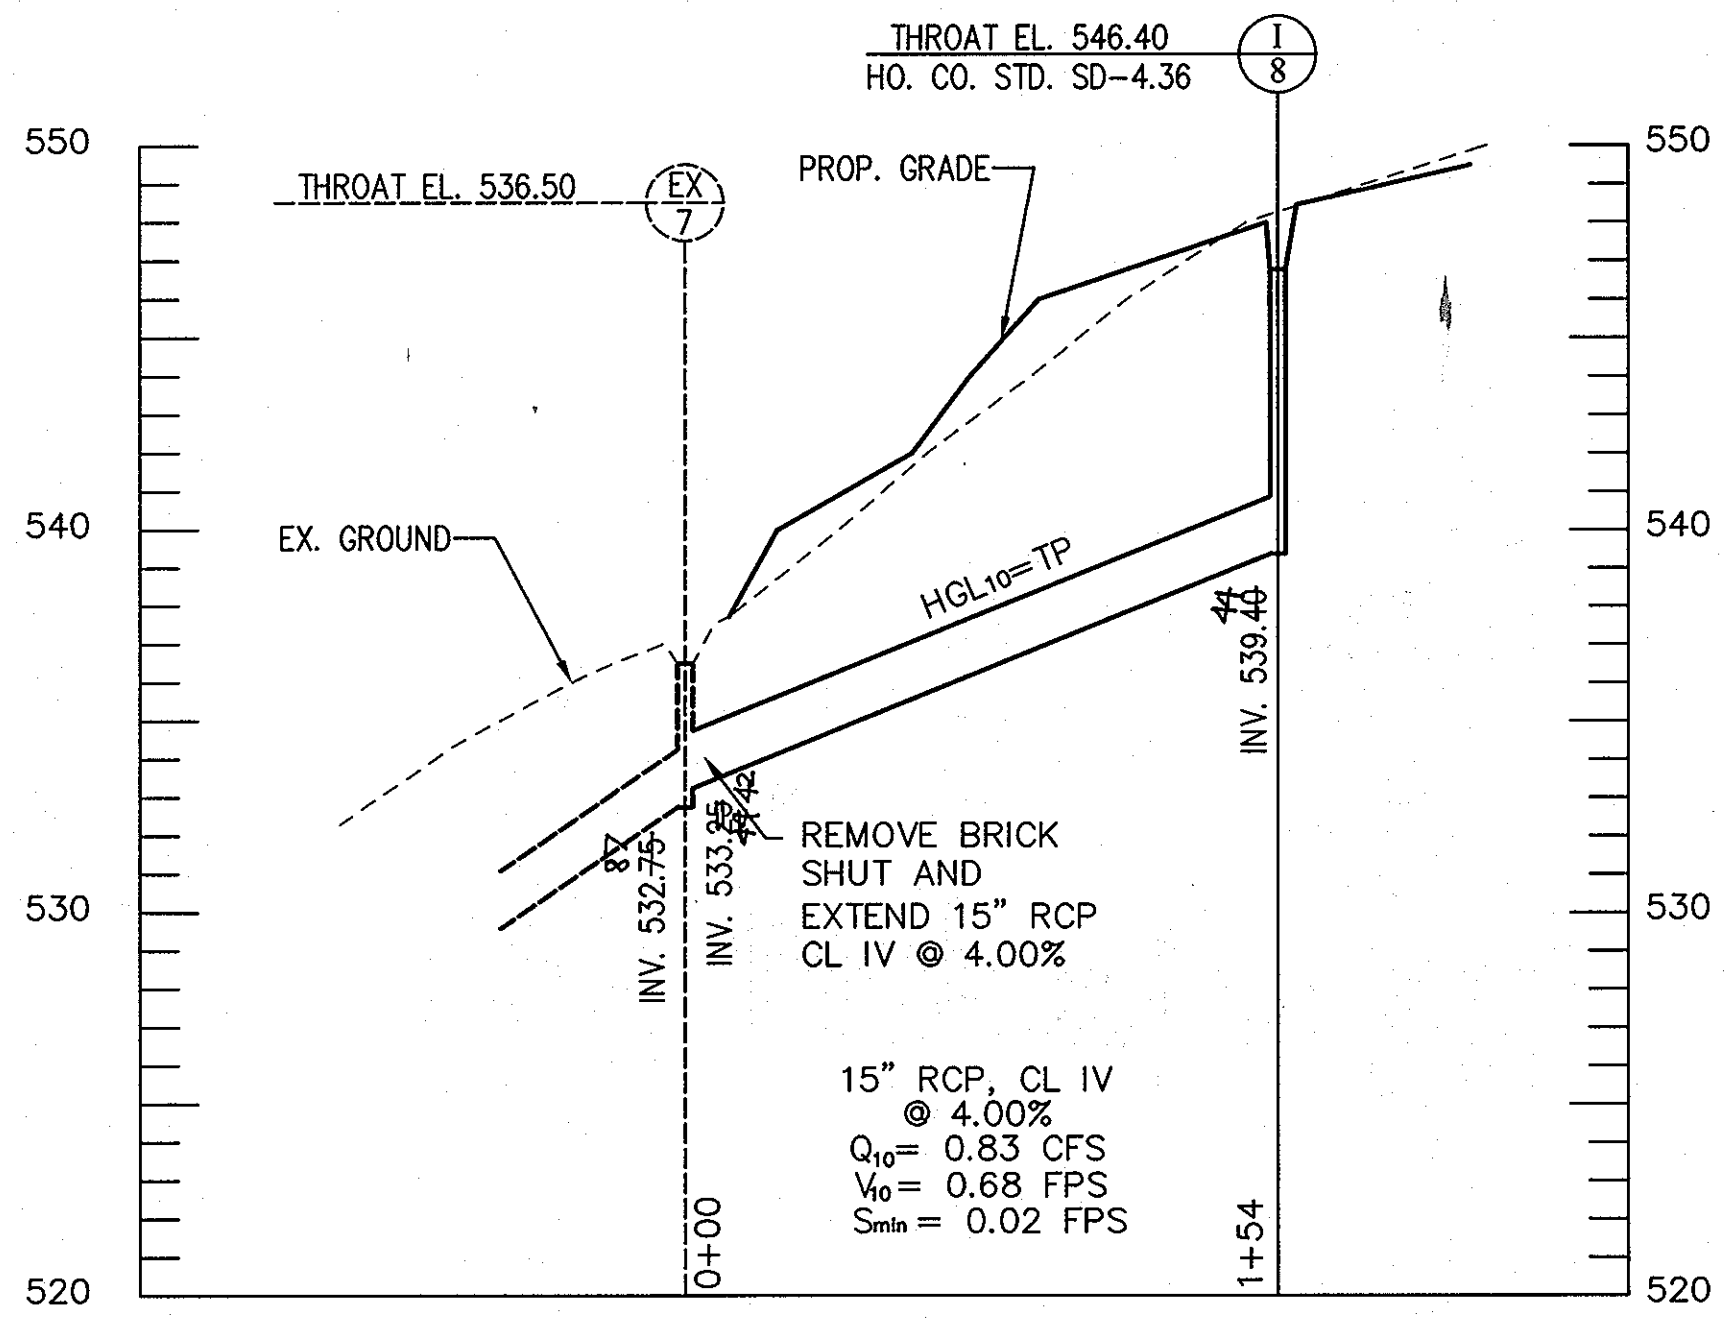 THROAT EL. 546.40
HO. CO. STD. SD-4.36
I
8
550
550
THROAT EL. 536.50
EX
7
PROP. GRADE
540
540
EX. GROUND
HGL10=TP
44
INV. 539.40
87
INV. 532.75
INV. 533.25
42
REMOVE BRICK
SHUT AND
EXTEND 15" RCP
CL IV @ 4.00%
530
530
15" RCP, CL IV
@ 4.00%
Q10= 0.83 CFS
V10= 0.68 FPS
Smin= 0.02 FPS
0+00
1+54
520
520